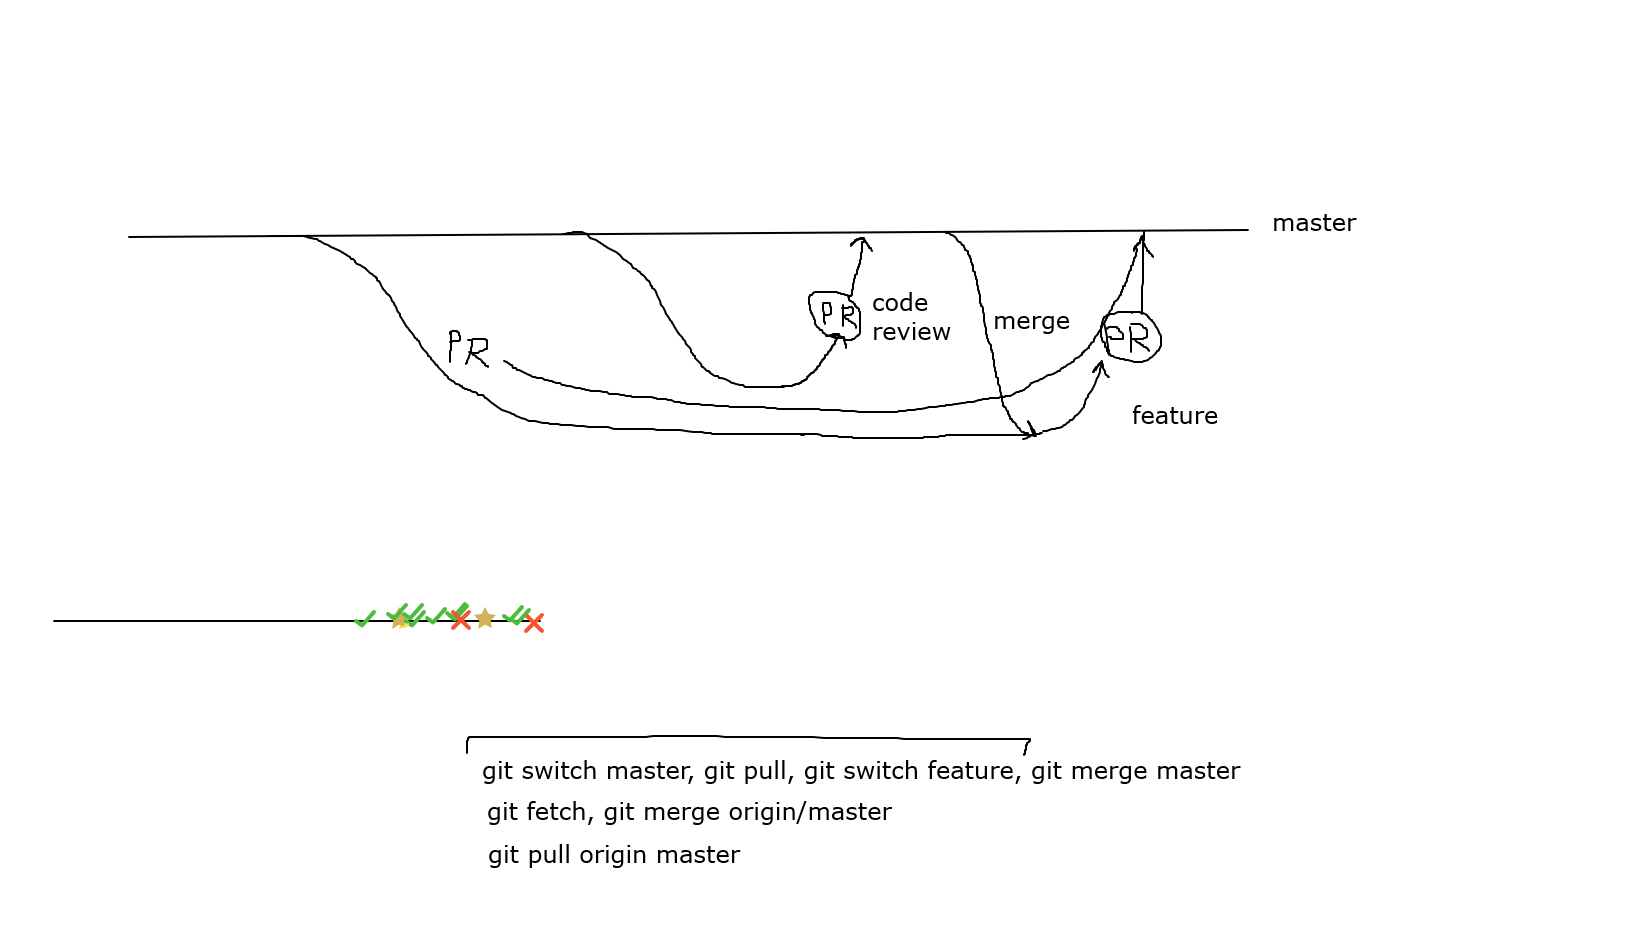 master
PR
code
review
merge
PR
PR
feature
git switch master, git pull, git switch feature, git merge master
git fetch, git merge origin/master
git pull origin master